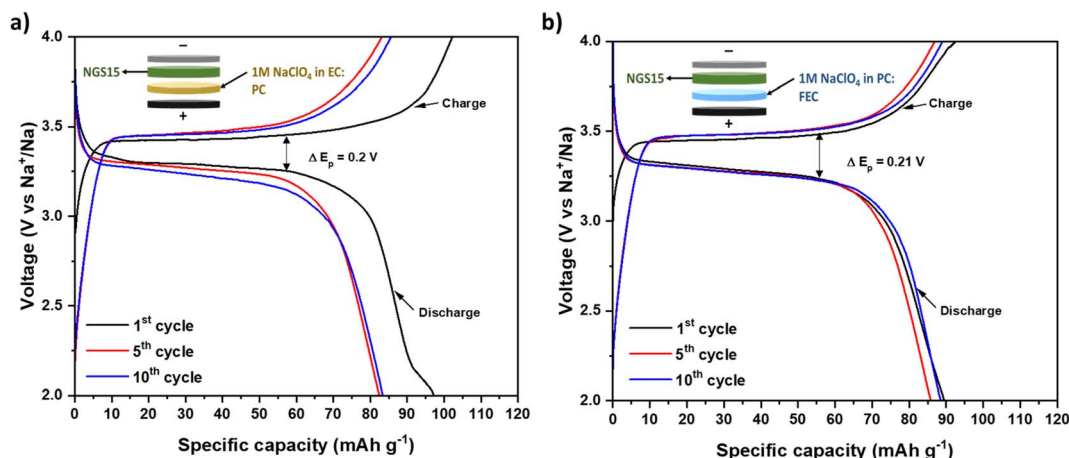 a)
Voltage (V vs Na⁺/Na)
4.0
3.5
3.0
2.5
2.0
−
NGS15
1M NaClO₄ in EC:
PC
+
Charge
Δ Eₚ = 0.2 V
Discharge
1ˢᵗ cycle
5ᵗʰ cycle
10ᵗʰ cycle
0 10 20 30 40 50 60 70 80 90 100 110 120
Specific capacity (mAh g⁻¹)
b)
Voltage (V vs Na⁺/Na)
4.0
3.5
3.0
2.5
2.0
−
NGS15
1M NaClO₄ in PC:
FEC
+
Charge
Δ Eₚ = 0.21 V
Discharge
1ˢᵗ cycle
5ᵗʰ cycle
10ᵗʰ cycle
0 10 20 30 40 50 60 70 80 90 100 110 120
Specific capacity (mAh g⁻¹)